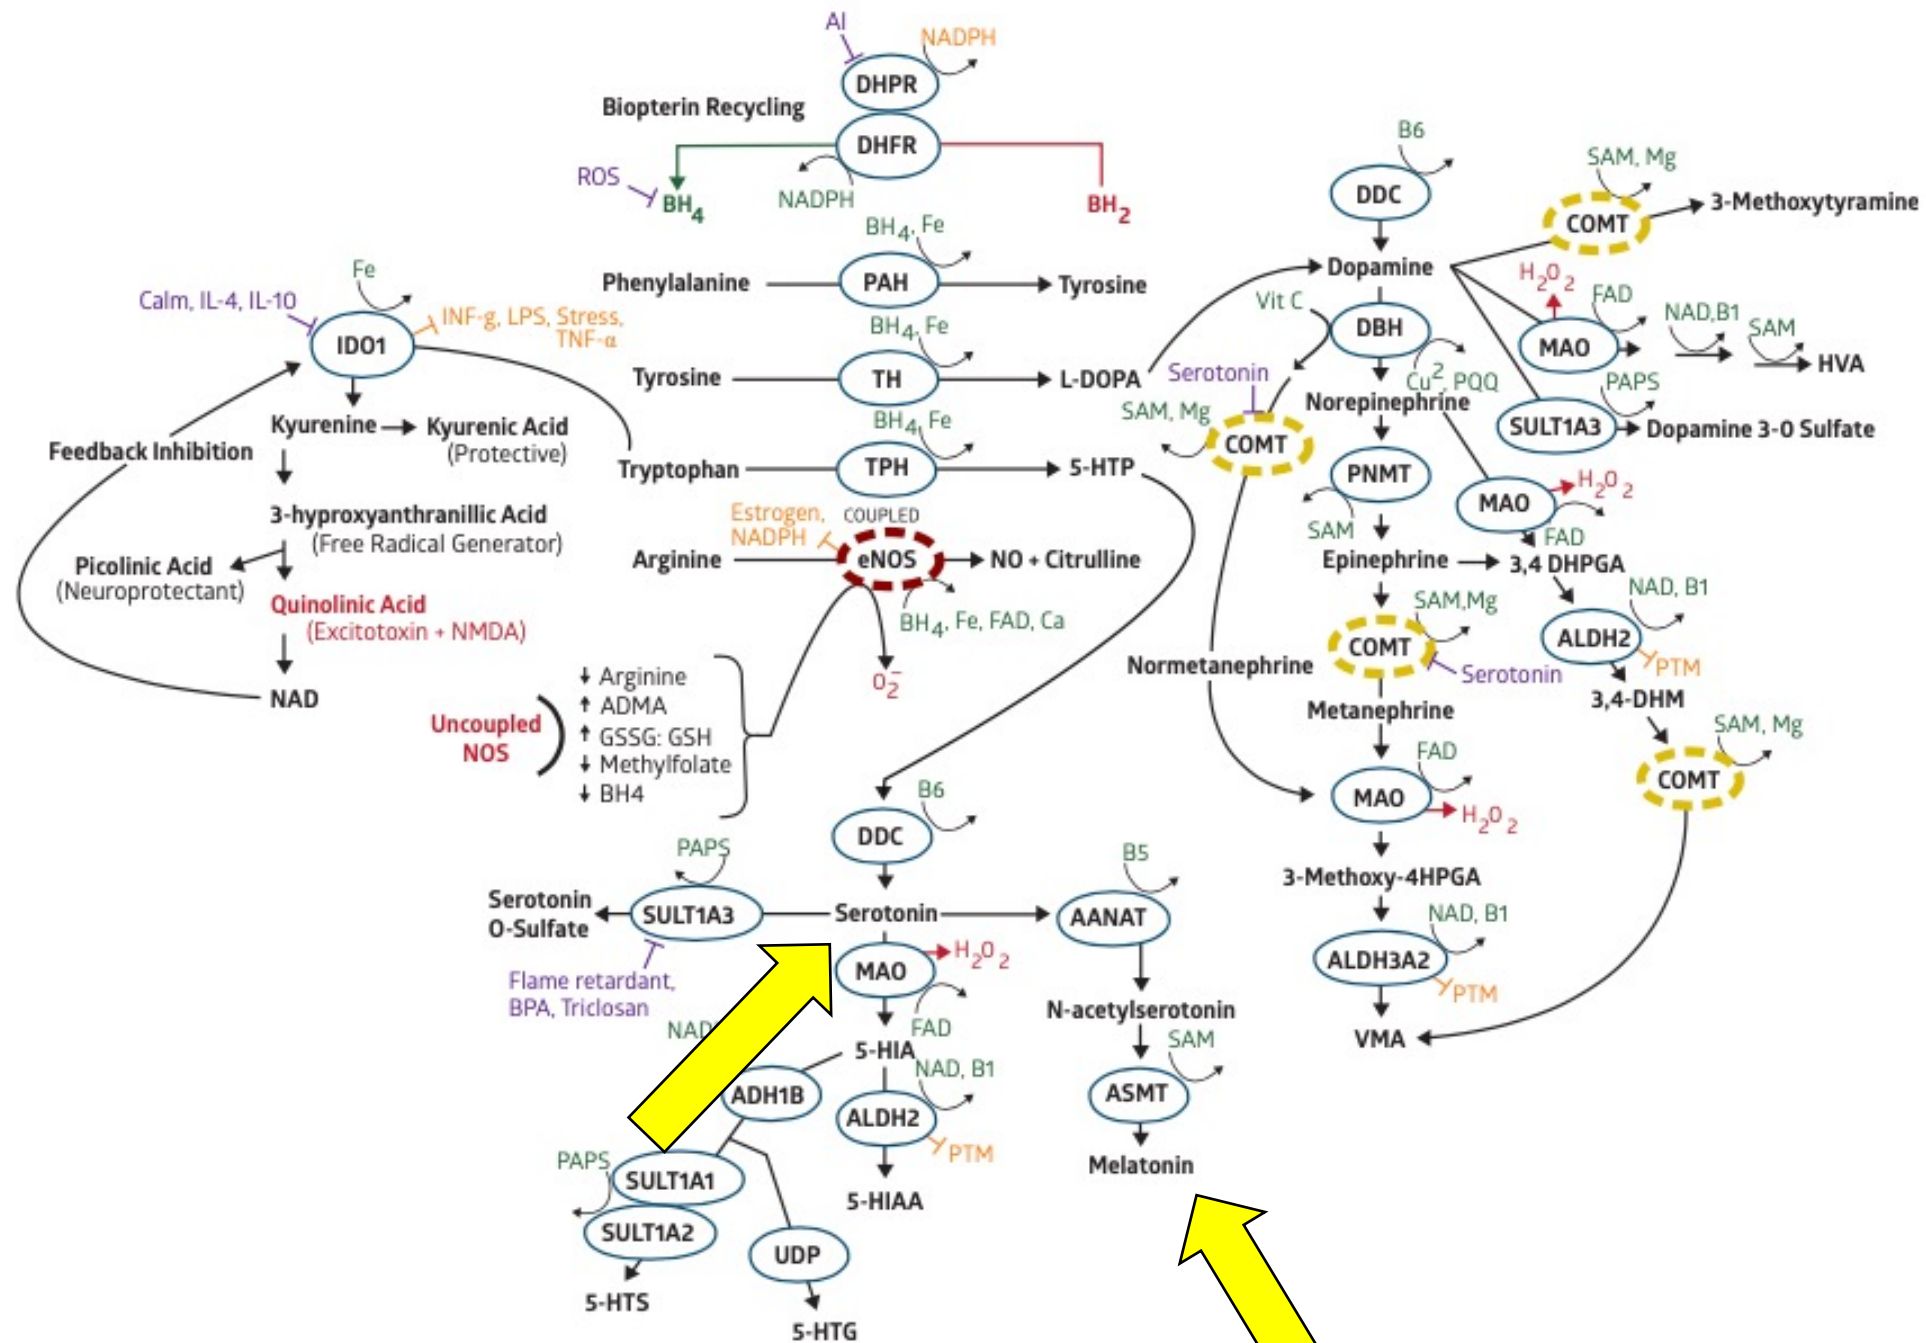 AI
NADPH
DHPR
Biopterin Recycling
DHFR
ROS
NADPH
BH4
BH2
BH4, Fe
Phenylalanine
PAH
Tyrosine
BH4, Fe
Tyrosine
TH
L-DOPA
BH4, Fe
Tryptophan
TPH
5-HTP
Estrogen,
NADPH
COUPLED
Arginine
eNOS
NO + Citrulline
BH4, Fe, FAD, Ca
O2-
Fe
Calm, IL-4, IL-10
INF-g, LPS, Stress,
TNF-α
IDO1
Kyurenine
Kyurenic Acid
(Protective)
Feedback Inhibition
3-hyproxyanthranillic Acid
(Free Radical Generator)
Picolinic Acid
(Neuroprotectant)
Quinolinic Acid
(Excitotoxin + NMDA)
NAD
Uncoupled
NOS
Arginine
ADMA
GSSG: GSH
Methylfolate
BH4
B6
DDC
PAPS
Serotonin
O-Sulfate
SULT1A3
Serotonin
Flame retardant,
BPA, Triclosan
MAO
H2O2
FAD
NAD
5-HIA
ADH1B
NAD, B1
ALDH2
PTM
5-HIAA
PAPS
SULT1A1
SULT1A2
5-HTS
UDP
5-HTG
B5
AANAT
N-acetylserotonin
SAM
ASMT
Melatonin
B6
DDC
Dopamine
SAM, Mg
COMT
3-Methoxytyramine
H2O2
FAD
MAO
NAD,B1
SAM
HVA
PAPS
SULT1A3
Dopamine 3-O Sulfate
Vit C
DBH
Cu2, PQQ
Serotonin
SAM, Mg
COMT
Norepinephrine
PNMT
SAM
MAO
H2O2
FAD
Epinephrine
3,4 DHPGA
SAM,Mg
COMT
Serotonin
NAD, B1
ALDH2
PTM
3,4-DHM
Normetanephrine
Metanephrine
SAM, Mg
COMT
FAD
MAO
H2O2
3-Methoxy-4HPGA
NAD, B1
ALDH3A2
PTM
VMA